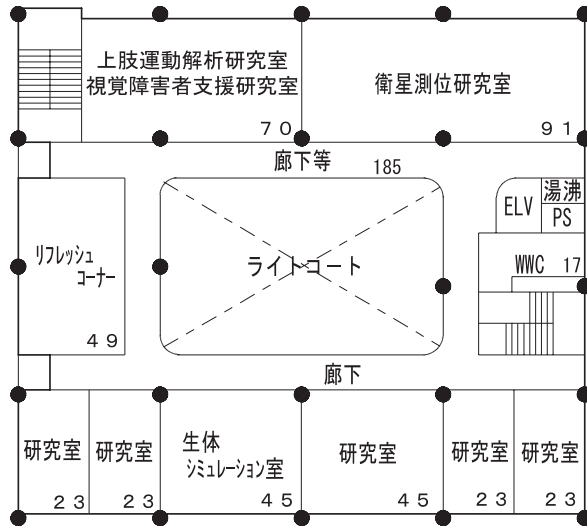 上肢運動解析研究室
視覚障害者支援研究室
70
衛星測位研究室
91
廊下等
185
ELV
湯沸
PS
リフレッシュ
コーナー
49
ライトコート
WWC 17
廊下
研究室
23
研究室
23
生体
シミュレーション室
45
研究室
45
研究室
23
研究室
23